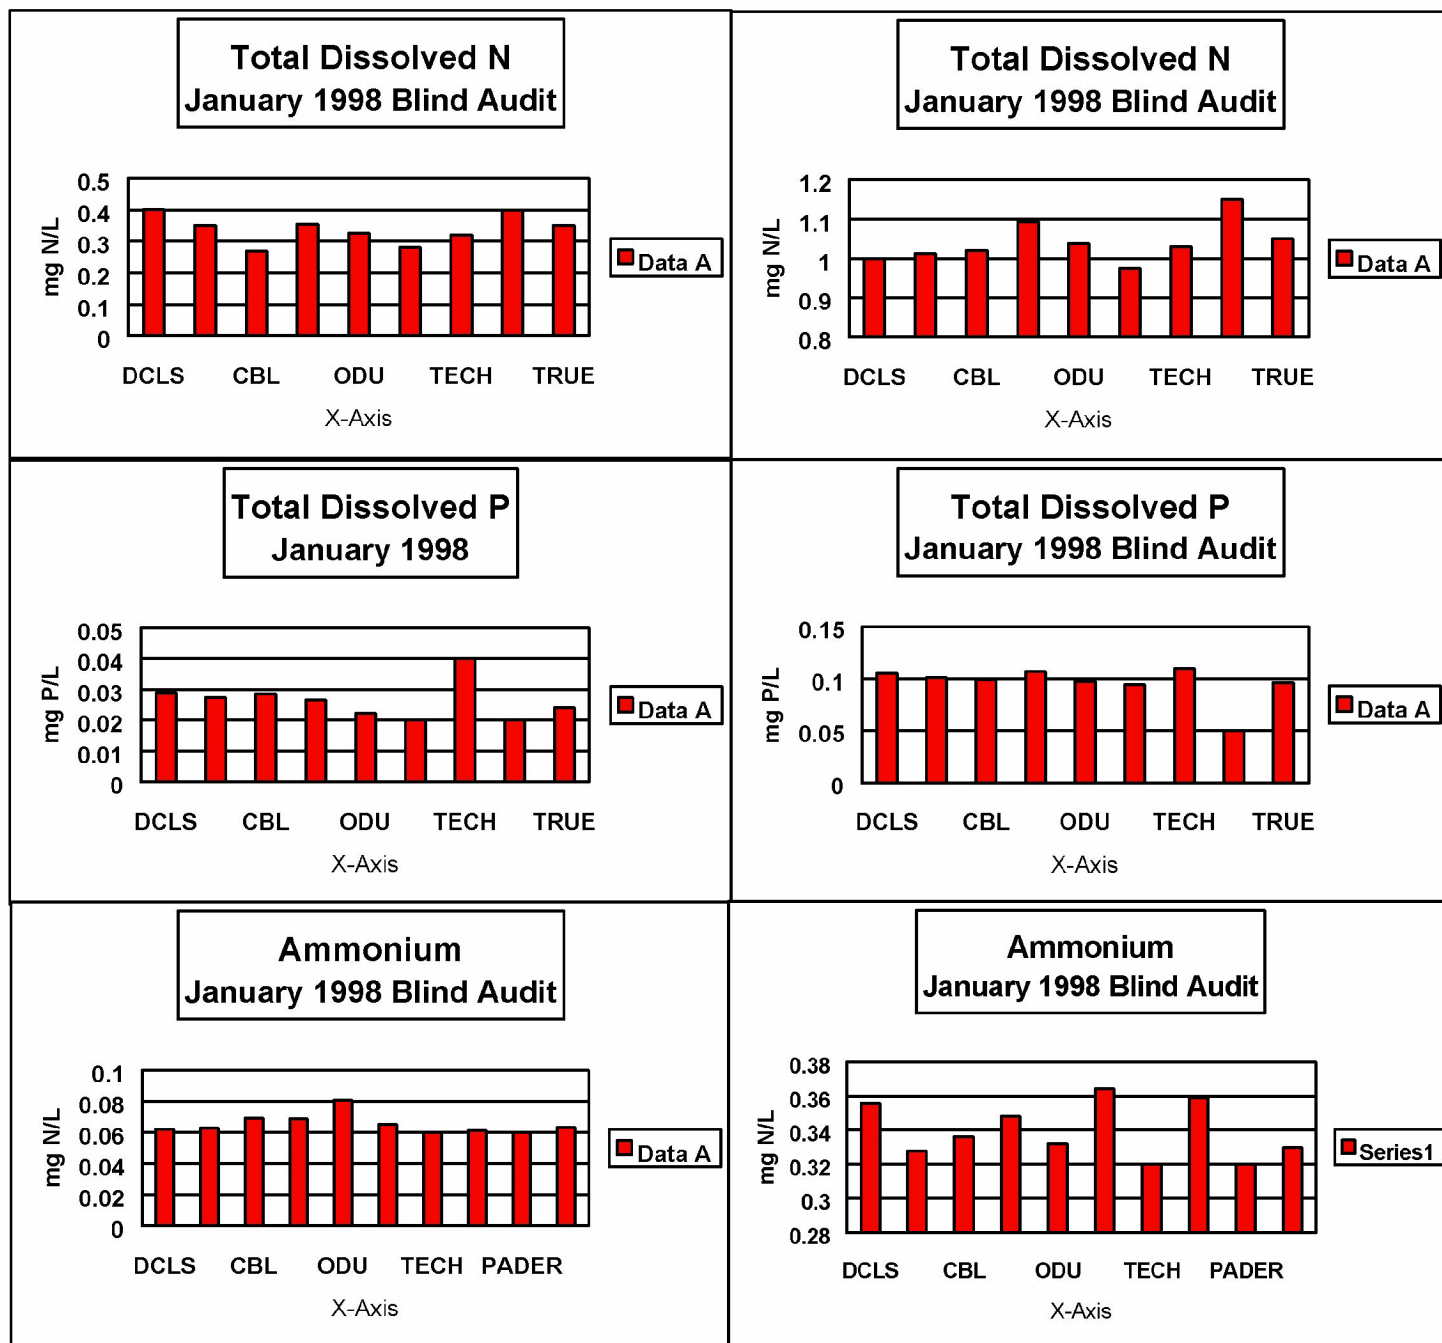 Total Dissolved N
January 1998 Blind Audit
0.5
0.4
0.3
0.2
0.1
0
mg N/L
DCLS CBL ODU TECH TRUE
X-Axis
Data A
Total Dissolved N
January 1998 Blind Audit
1.2
1.1
1
0.9
0.8
mg N/L
DCLS CBL ODU TECH TRUE
X-Axis
Data A
Total Dissolved P
January 1998
0.05
0.04
0.03
0.02
0.01
0
mg P/L
DCLS CBL ODU TECH TRUE
X-Axis
Data A
Total Dissolved P
January 1998 Blind Audit
0.15
0.1
0.05
0
mg P/L
DCLS CBL ODU TECH TRUE
X-Axis
Data A
Ammonium
January 1998 Blind Audit
0.1
0.08
0.06
0.04
0.02
0
mg N/L
DCLS CBL ODU TECH PADER
X-Axis
Data A
Ammonium
January 1998 Blind Audit
0.38
0.36
0.34
0.32
0.3
0.28
mg N/L
DCLS CBL ODU TECH PADER
X-Axis
Series1